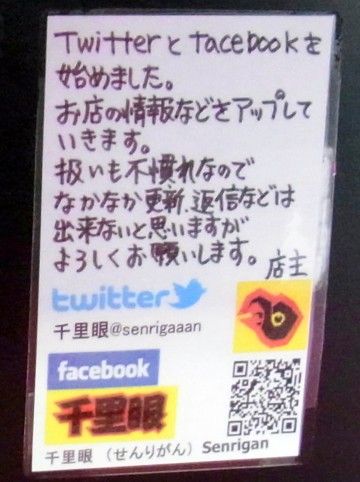 Twitterと facebookを
始めました。
お店の情報などをアップして
いきます。
扱いも不慣れなので
なかなか更新、返信などは
出来ないと思いますが
よろしくお願いします。
店主
twitter
千里眼@senrigaaan
facebook
千里眼
千里眼 (せんりがん) Senrigan